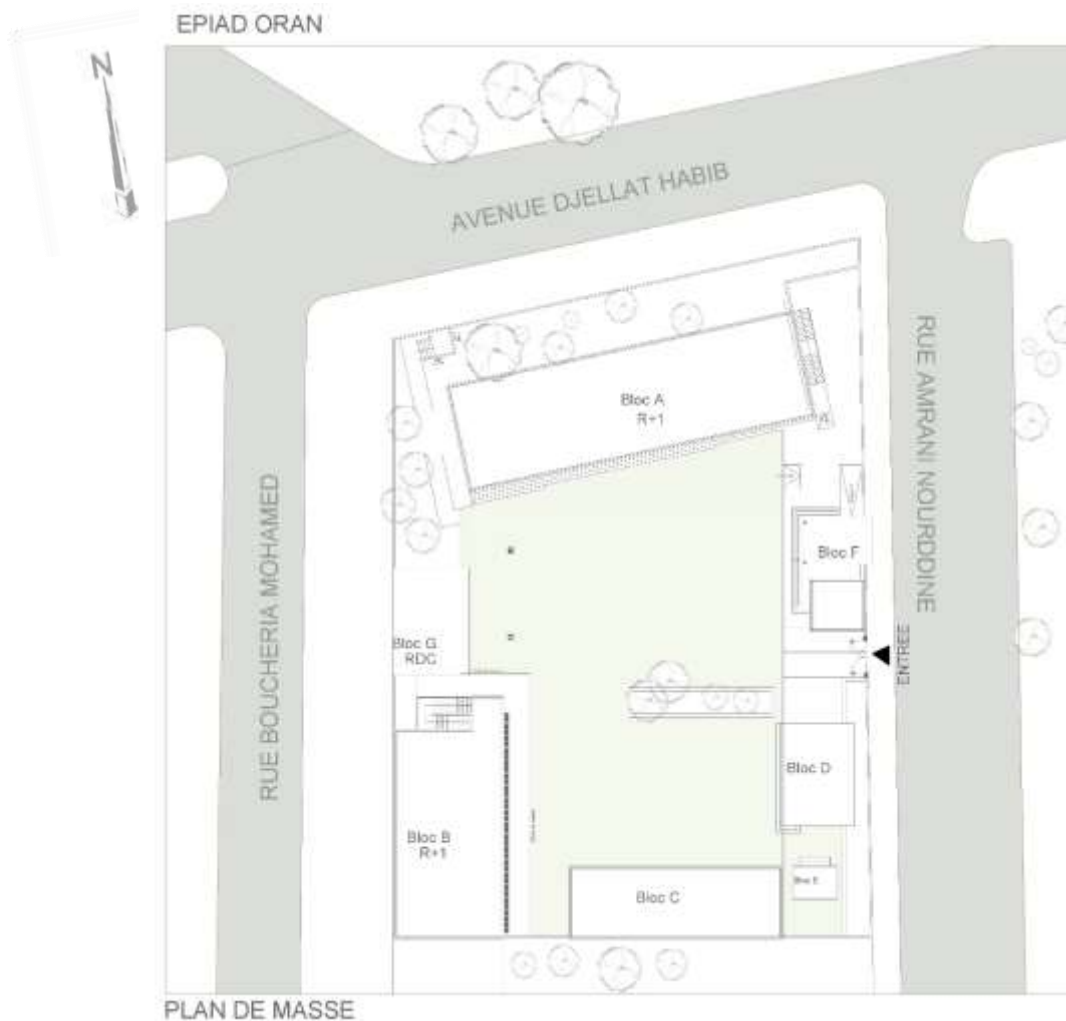 EPIAD ORAN
N
AVENUE DJELLAT HABIB
RUE AMRANI NOURDDINE
Bloc A
R+1
RUE BOUCHERIA MOHAMED
Bloc F
Bloc G
RDC
ENTREE
Bloc D
Bloc B
R+1
Bloc E
Bloc C
PLAN DE MASSE